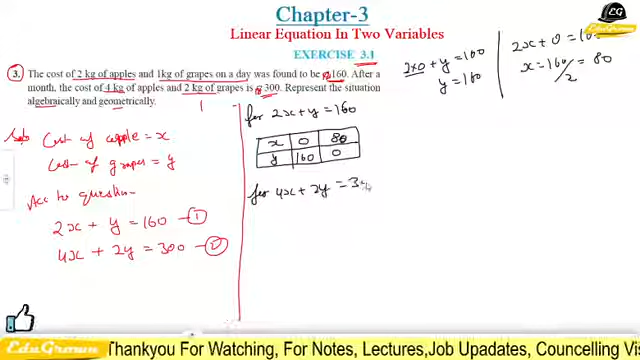 Chapter-3
Linear Equation In Two Variables
EXERCISE 3.1
3. The cost of 2 kg of apples and 1kg of grapes on a day was found to be ₹160. After
a month, the cost of 4 kg of apples and 2 kg of grapes is ₹ 300. Represent the situation
algebraically and geometrically.
Sol: Cost of apple = x
Cost of grapes = y
Acc to question
2x + y = 160 —①
4x + 2y = 300 —②
for 2x + y = 160
x 0 80
y 160 0
for 4x + 2y = 3
2×0 + y = 160
y = 160
2x + 0 = 160
x = 160/2 = 80
EG
EduGrown
Thankyou For Watching, For Notes, Lectures,Job Upadates, Councelling Vi